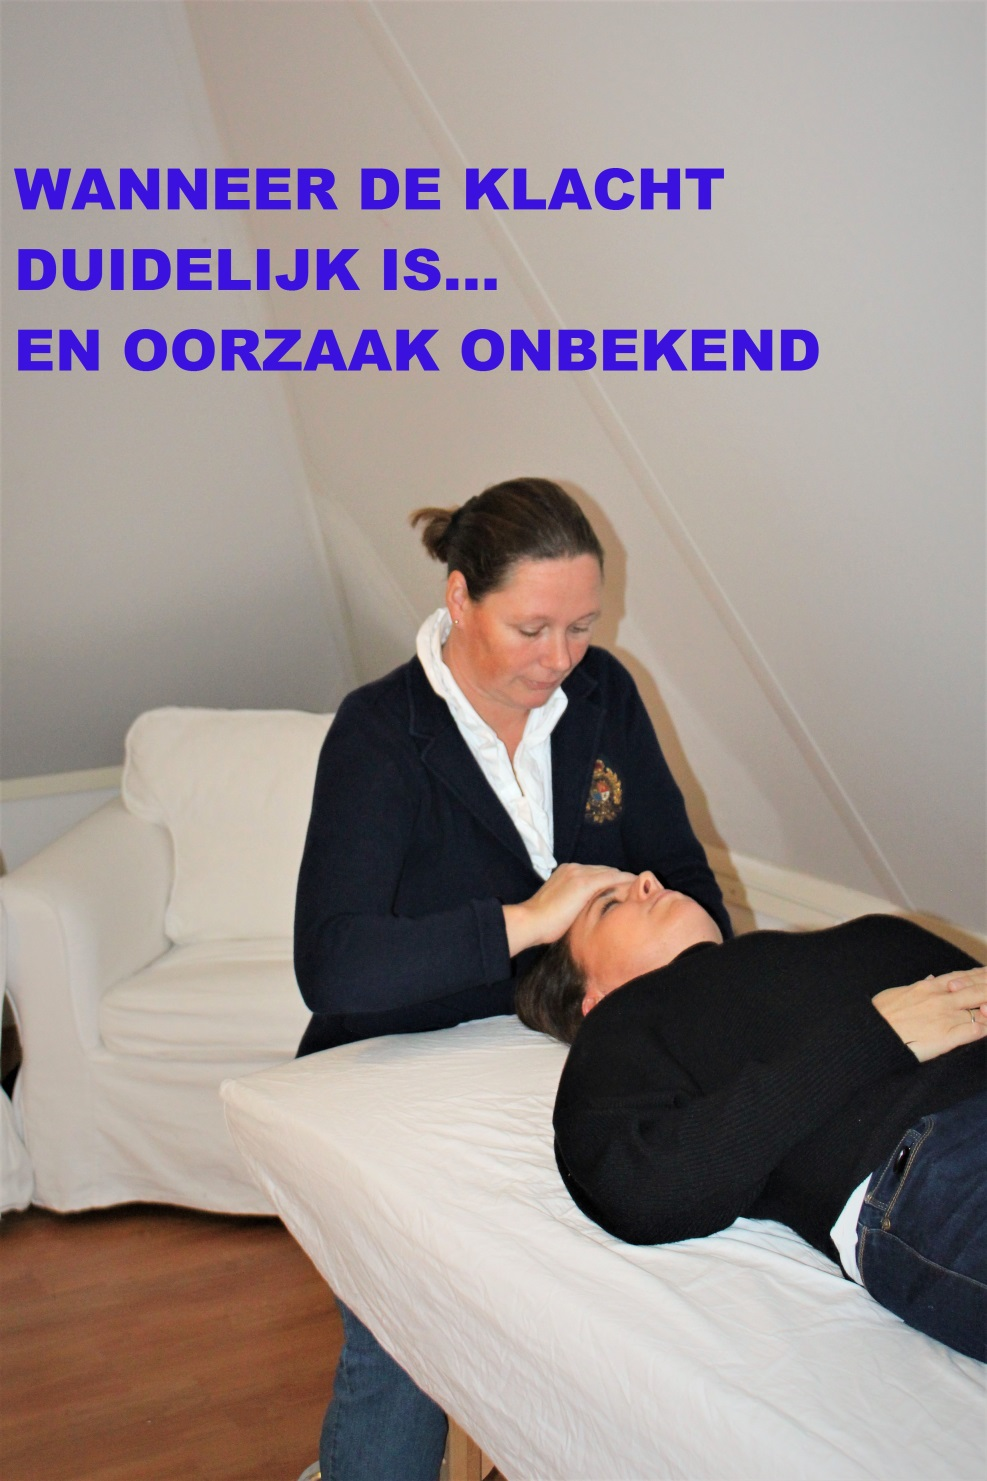 WANNEER DE KLACHT
DUIDELIJK IS...
EN OORZAAK ONBEKEND